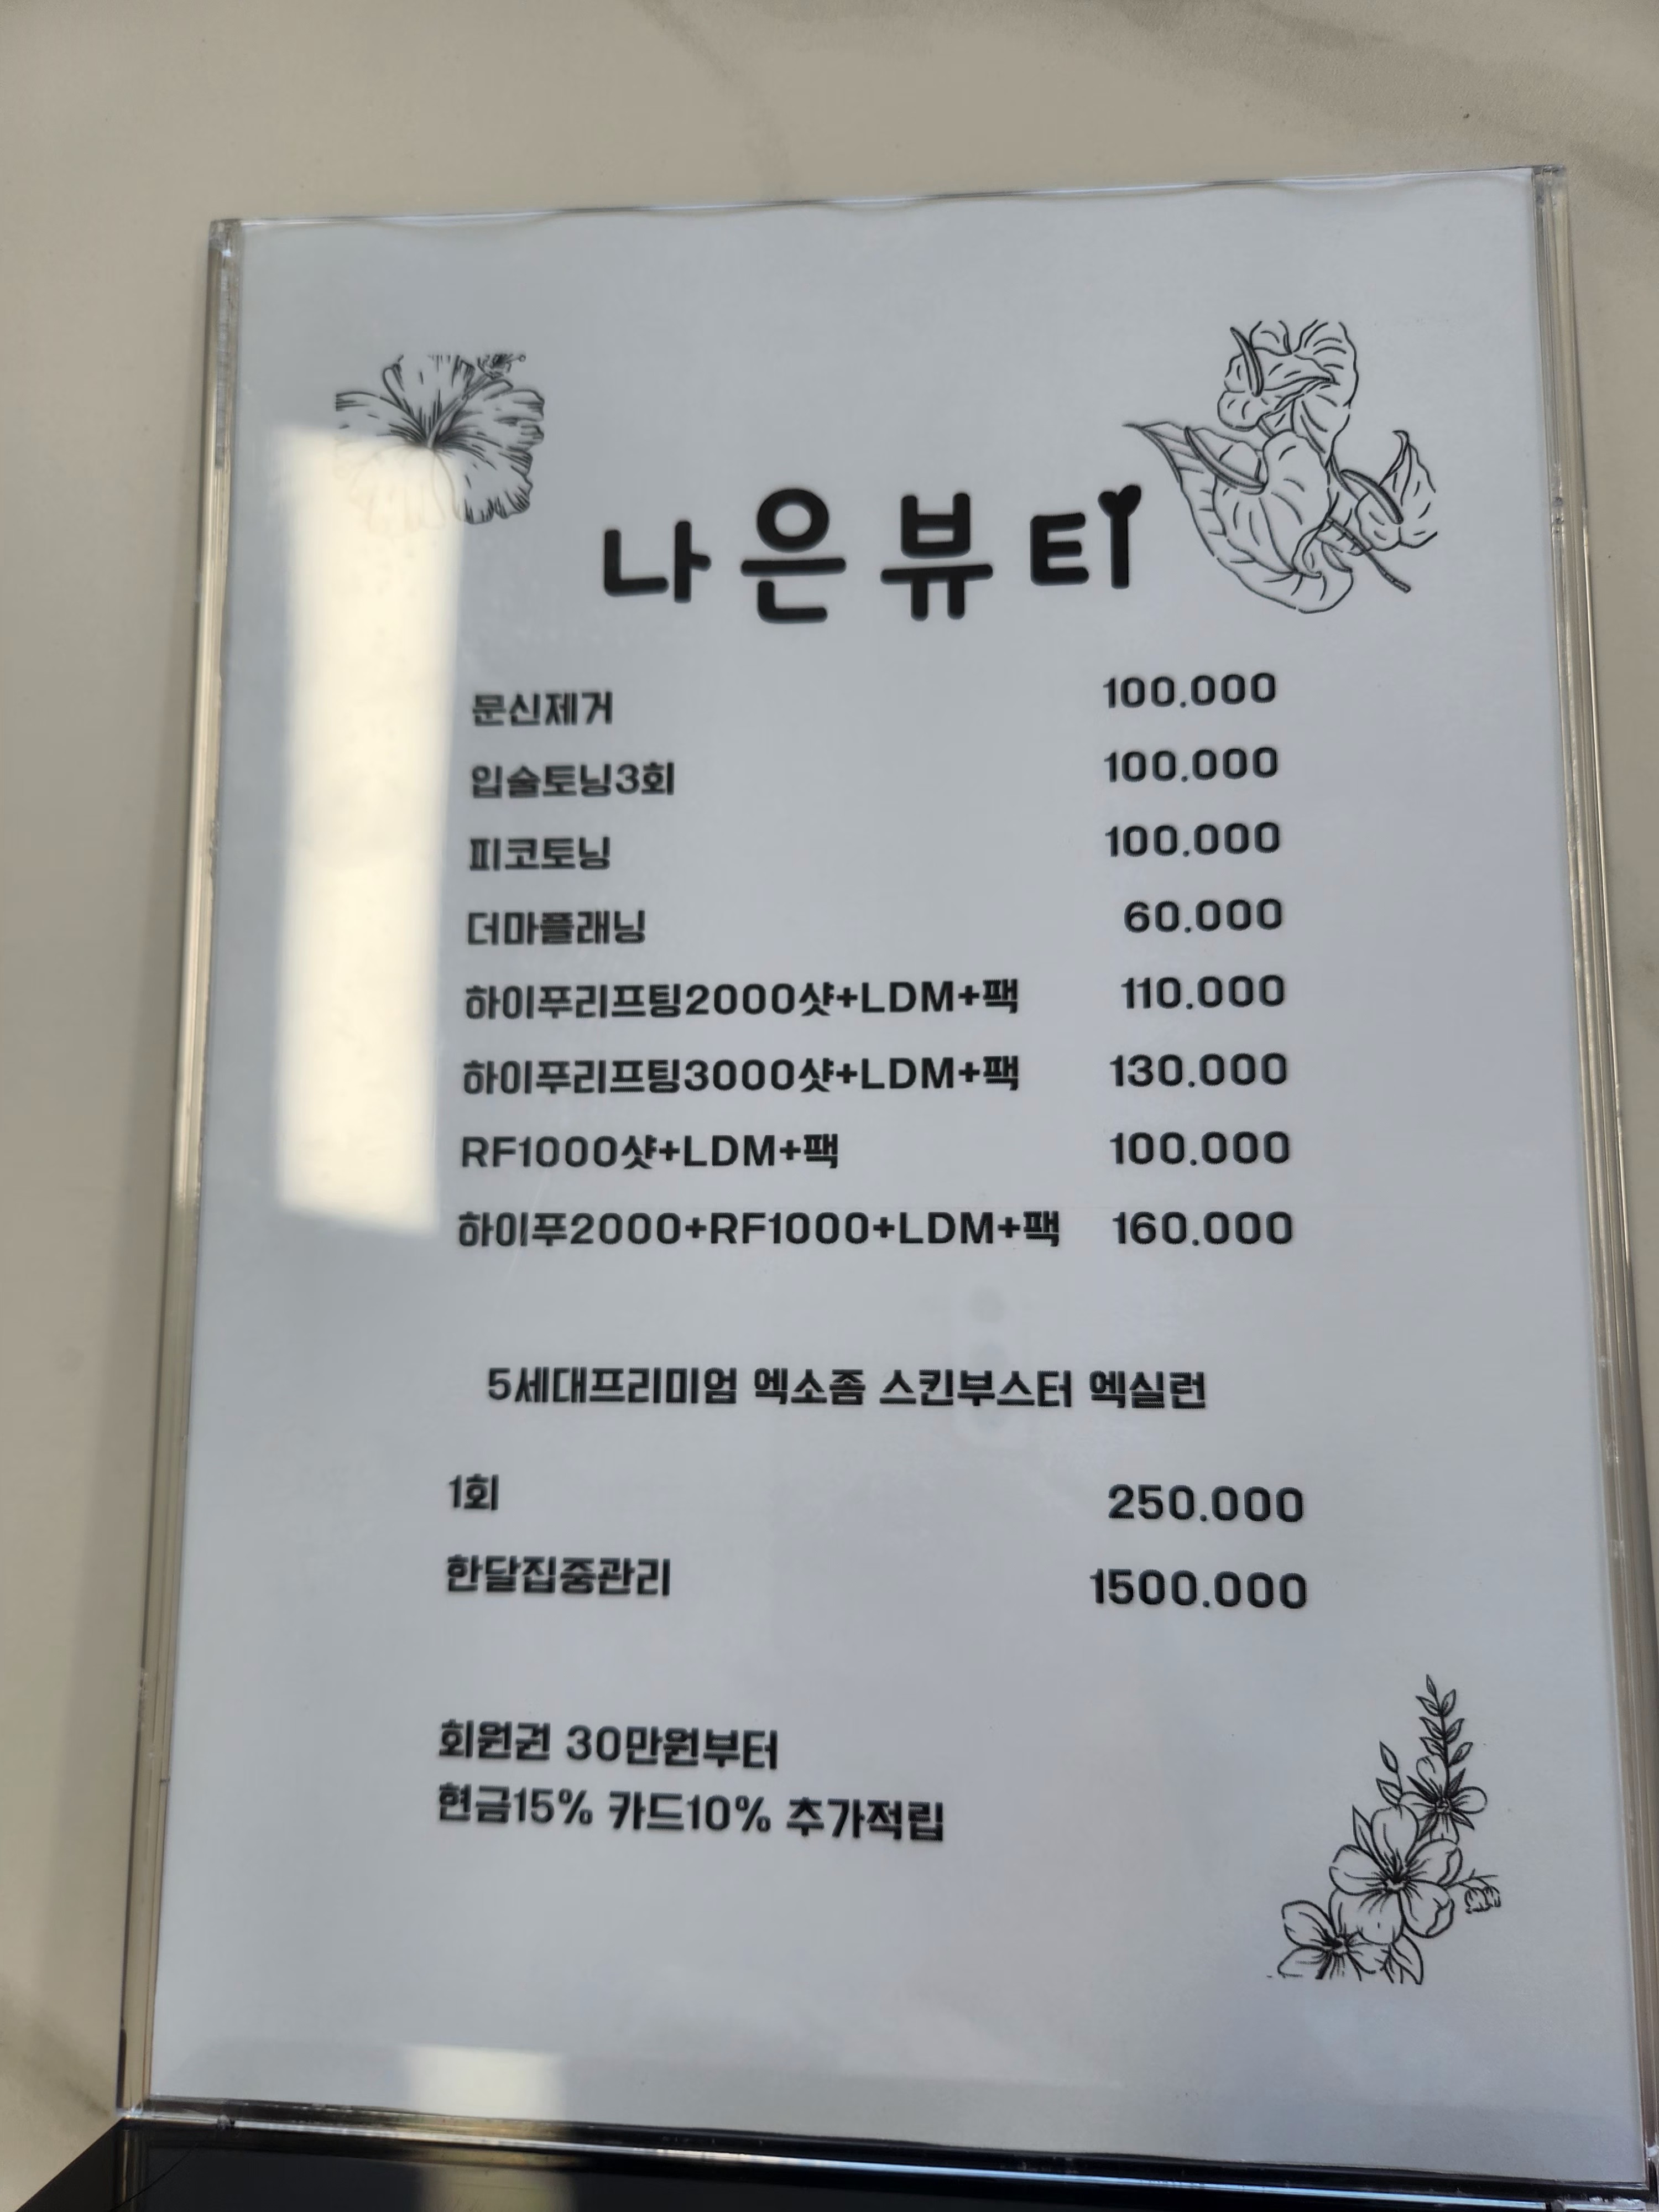 나은뷰티
문신제거 100.000
입술토닝3회 100.000
피코토닝 100.000
더마플래닝 60.000
하이푸리프팅2000샷+LDM+팩 110.000
하이푸리프팅3000샷+LDM+팩 130.000
RF1000샷+LDM+팩 100.000
하이푸2000+RF1000+LDM+팩 160.000
5세대프리미엄 엑소좀 스킨부스터 엑실런
1회 250.000
한달집중관리 1500.000
회원권 30만원부터
현금15% 카드10% 추가적립